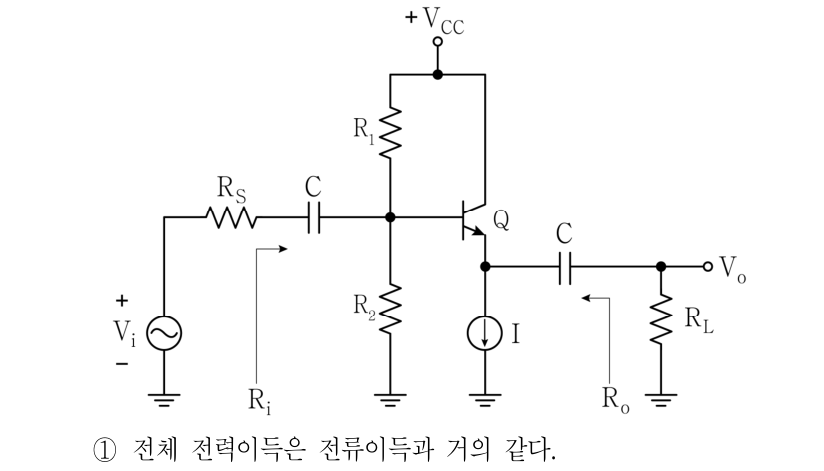 +V_CC
R_1
R_S
C
Q
C
V_o
+
V_i
−
R_2
I
R_L
R_i
R_o
① 전체 전력이득은 전류이득과 거의 같다.